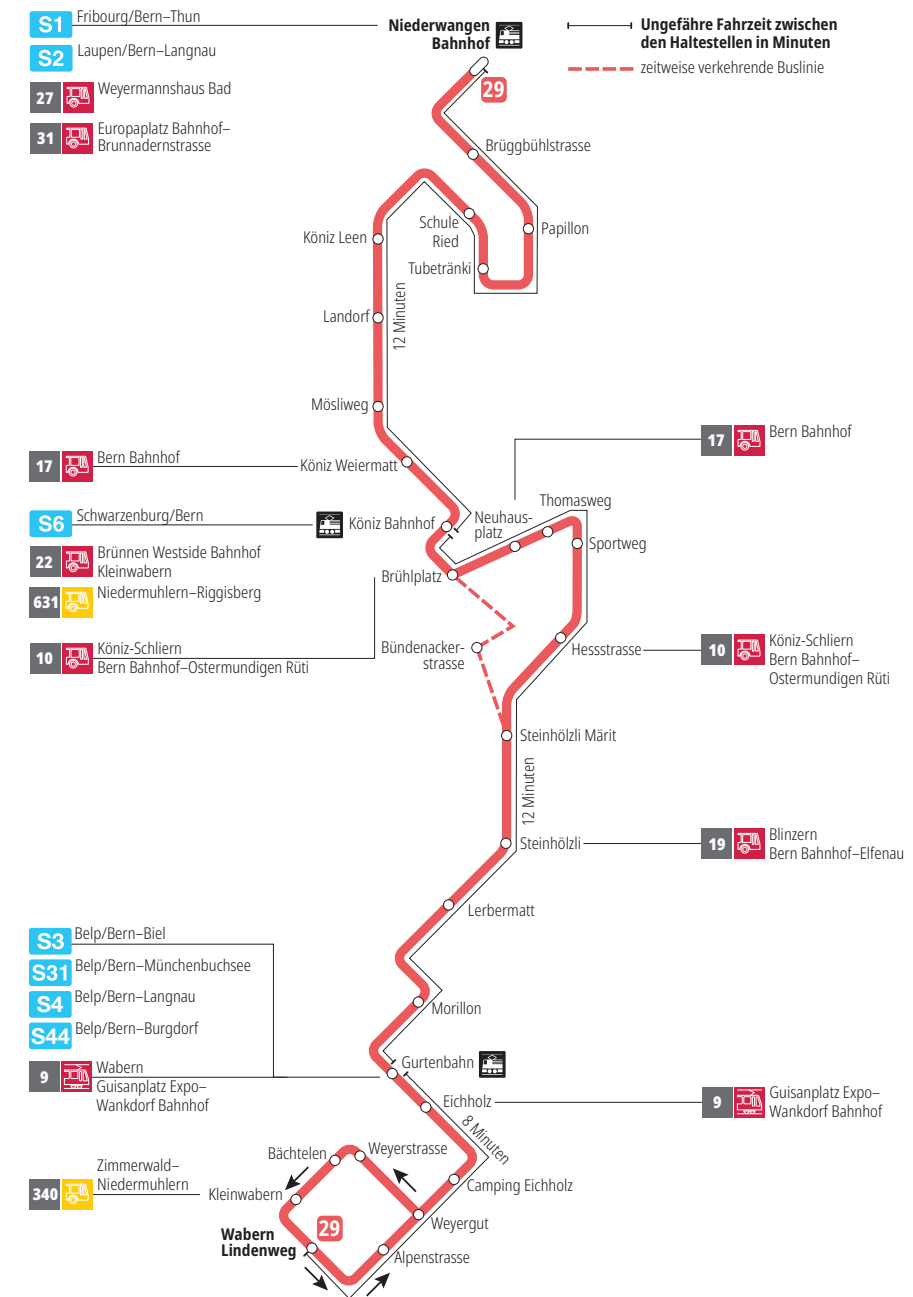 S1
Fribourg/Bern–Thun
S2
Laupen/Bern–Langnau
27
Weyermannshaus Bad
31
Europaplatz Bahnhof–
Brunnadernstrasse
Niederwangen
Bahnhof
Ungefähre Fahrzeit zwischen
den Haltestellen in Minuten
zeitweise verkehrende Buslinie
29
Brüggbühlstrasse
Papillon
Schule
Ried
Tubetränki
Köniz Leen
Landorf
12 Minuten
Mösliweg
17
Bern Bahnhof
Köniz Weiermatt
17
Bern Bahnhof
S6
Schwarzenburg/Bern
Köniz Bahnhof
22
Brünnen Westside Bahnhof
Kleinwabern
631
Niedermuhlern–Riggisberg
Neuhaus-
platz
Thomasweg
Sportweg
Brühlplatz
10
Köniz-Schliern
Bern Bahnhof–Ostermundigen Rüti
Bündenacker-
strasse
Hessstrasse
10
Köniz-Schliern
Bern Bahnhof–
Ostermundigen Rüti
Steinhölzli Märit
12 Minuten
Steinhölzli
19
Blinzern
Bern Bahnhof–Elfenau
Lerbermatt
Morillon
S3
Belp/Bern–Biel
S31
Belp/Bern–Münchenbuchsee
S4
Belp/Bern–Langnau
S44
Belp/Bern–Burgdorf
9
Wabern
Guisanplatz Expo–
Wankdorf Bahnhof
Gurtenbahn
Eichholz
9
Guisanplatz Expo–
Wankdorf Bahnhof
8 Minuten
Weyerstrasse
Bächtelen
Camping Eichholz
340
Zimmerwald–
Niedermuhlern
Kleinwabern
Weyergut
29
Wabern
Lindenweg
Alpenstrasse